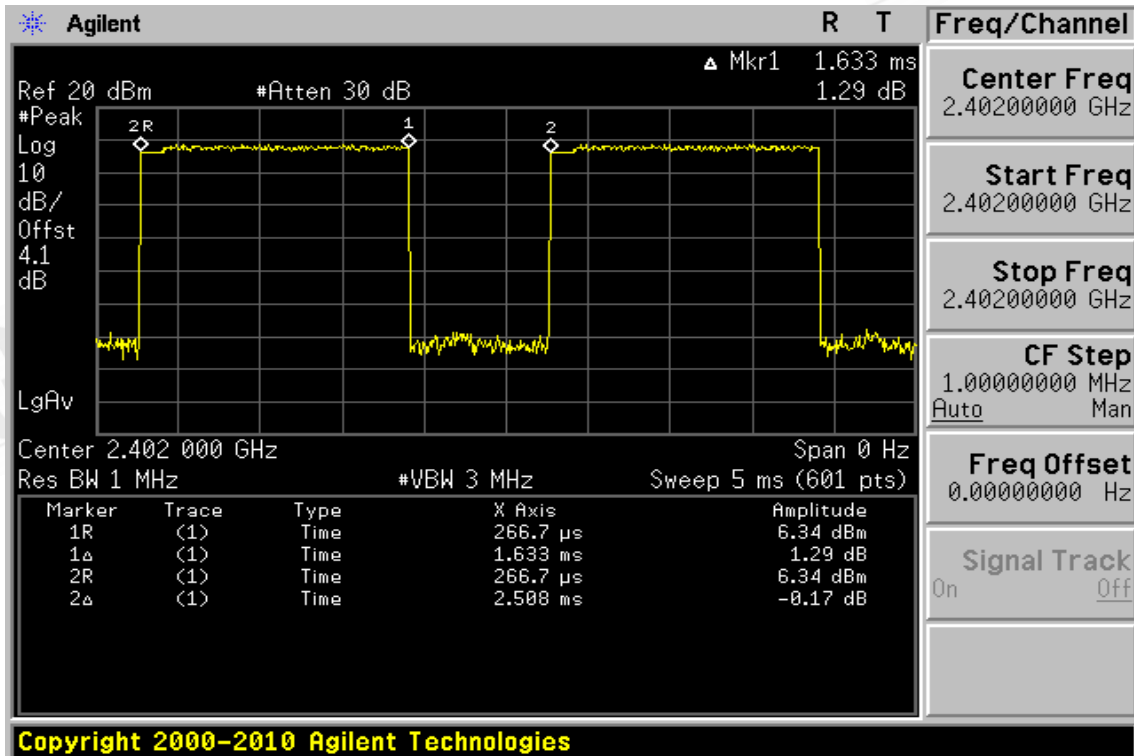 Agilent R T
Freq/Channel
Δ Mkr1 1.633 ms
Ref 20 dBm #Atten 30 dB 1.29 dB
#Peak
Log
10
dB/
Offst
4.1
dB
LgAv
2R 1 2
Center 2.402 000 GHz Span 0 Hz
Res BW 1 MHz #VBW 3 MHz Sweep 5 ms (601 pts)
Marker Trace Type X Axis Amplitude
1R (1) Time 266.7 µs 6.34 dBm
1Δ (1) Time 1.633 ms 1.29 dB
2R (1) Time 266.7 µs 6.34 dBm
2Δ (1) Time 2.508 ms -0.17 dB
Center Freq
2.40200000 GHz
Start Freq
2.40200000 GHz
Stop Freq
2.40200000 GHz
CF Step
1.00000000 MHz
Auto Man
Freq Offset
0.00000000 Hz
Signal Track
On Off
Copyright 2000-2010 Agilent Technologies